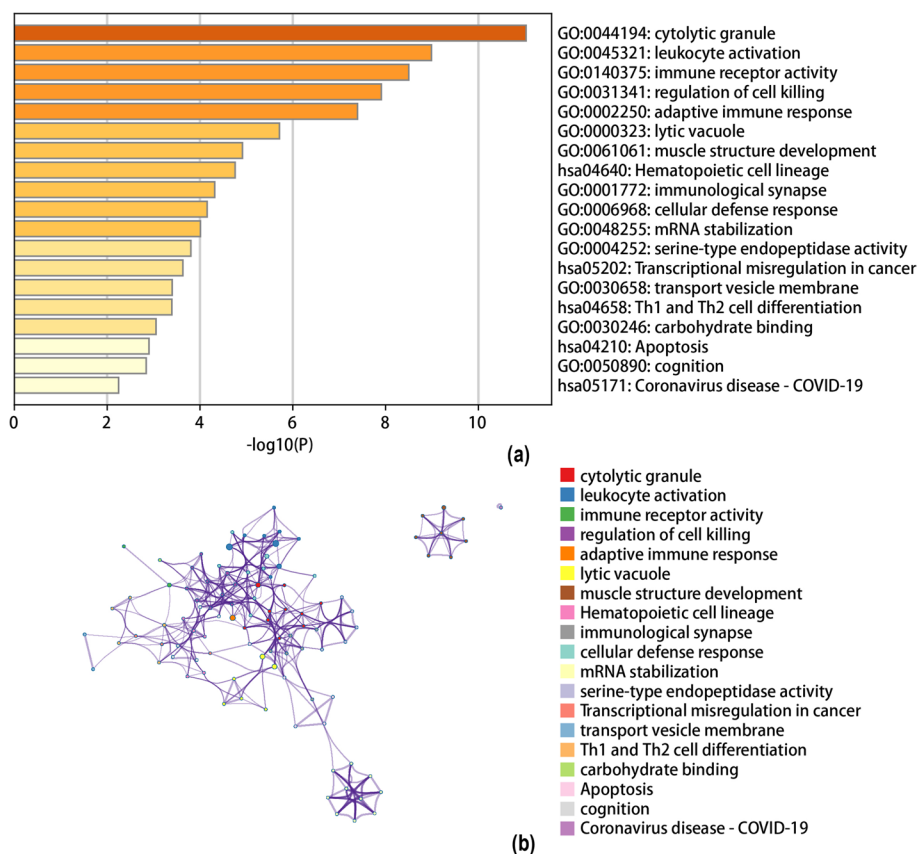 GO:0044194: cytolytic granule
GO:0045321: leukocyte activation
GO:0140375: immune receptor activity
GO:0031341: regulation of cell killing
GO:0002250: adaptive immune response
GO:0000323: lytic vacuole
GO:0061061: muscle structure development
hsa04640: Hematopoietic cell lineage
GO:0001772: immunological synapse
GO:0006968: cellular defense response
GO:0048255: mRNA stabilization
GO:0004252: serine-type endopeptidase activity
hsa05202: Transcriptional misregulation in cancer
GO:0030658: transport vesicle membrane
hsa04658: Th1 and Th2 cell differentiation
GO:0030246: carbohydrate binding
hsa04210: Apoptosis
GO:0050890: cognition
hsa05171: Coronavirus disease - COVID-19
0 2 4 6 8 10
-log10(P)
(a)
cytolytic granule
leukocyte activation
immune receptor activity
regulation of cell killing
adaptive immune response
lytic vacuole
muscle structure development
Hematopoietic cell lineage
immunological synapse
cellular defense response
mRNA stabilization
serine-type endopeptidase activity
Transcriptional misregulation in cancer
transport vesicle membrane
Th1 and Th2 cell differentiation
carbohydrate binding
Apoptosis
cognition
Coronavirus disease - COVID-19
(b)